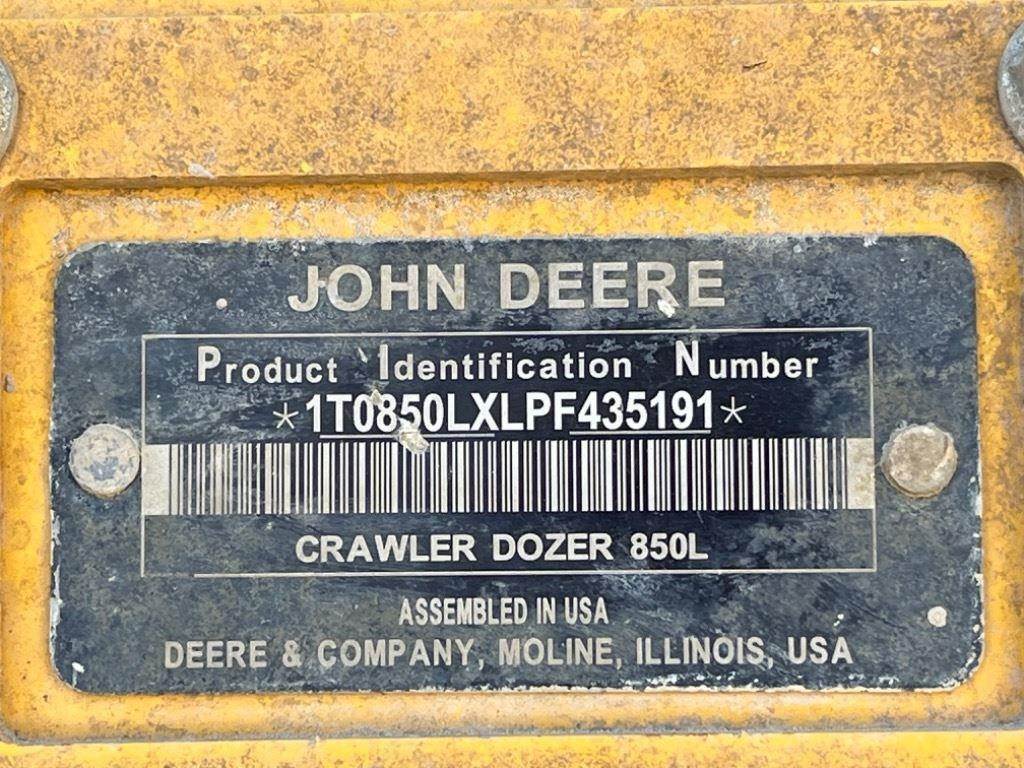 JOHN DEERE
Product Identification Number
*1T0850LXLPF435191*
CRAWLER DOZER 850L
ASSEMBLED IN USA
DEERE & COMPANY, MOLINE, ILLINOIS, USA